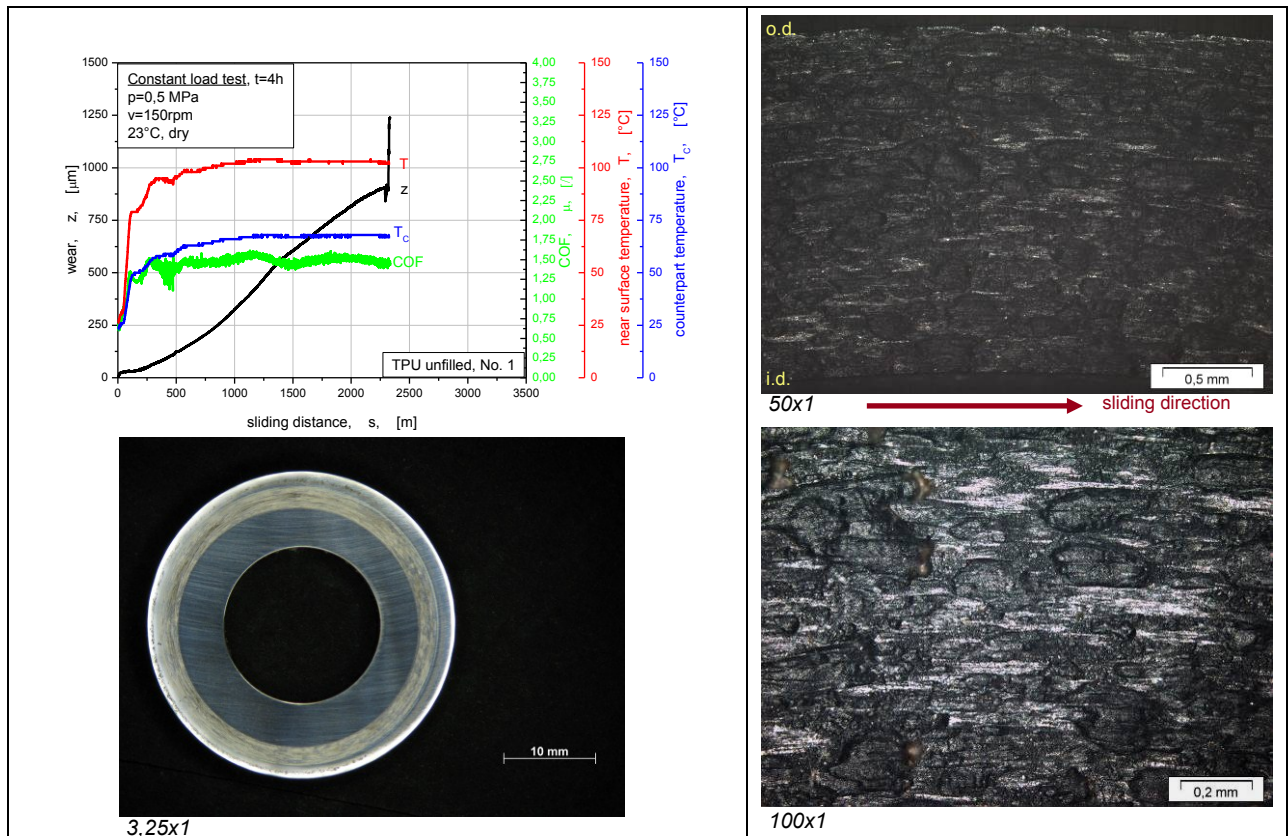 Constant load test, t=4h
p=0,5 MPa
v=150rpm
23°C, dry
1500
1250
1000
750
500
250
0
wear, z, [µm]
0 500 1000 1500 2000 2500 3000 3500
sliding distance, s, [m]
4,00
3,75
3,50
3,25
3,00
2,75
2,50
2,25
2,00
1,75
1,50
1,25
1,00
0,75
0,50
0,25
0,00
COF, µ, [/]
150
125
100
75
50
25
0
near surface temperature, T, [°C]
150
125
100
75
50
25
0
counterpart temperature, Tc, [°C]
T
z
Tc
COF
TPU unfilled, No. 1
10 mm
3,25x1
o.d.
i.d.
0,5 mm
50x1
sliding direction
0,2 mm
100x1